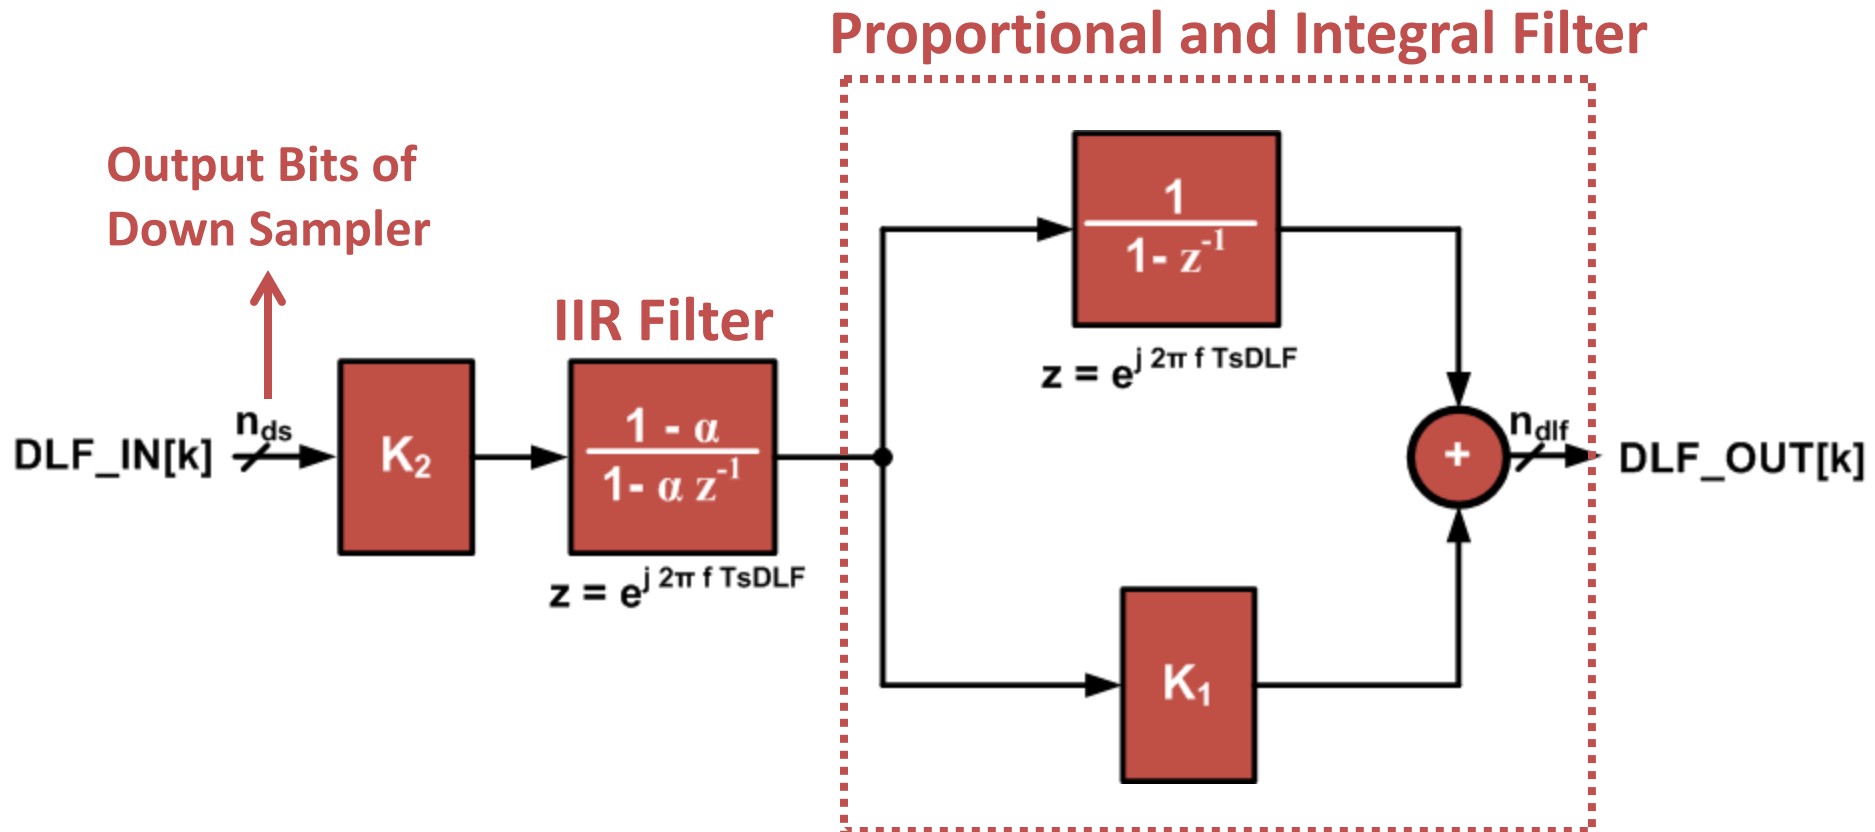 Proportional and Integral Filter
Output Bits of
Down Sampler
IIR Filter
1
1- z⁻¹
z = e^j 2π f TsDLF
DLF_IN[k]
n_ds
K₂
1 - α
1- α z⁻¹
z = e^j 2π f TsDLF
+
n_dlf
DLF_OUT[k]
K₁